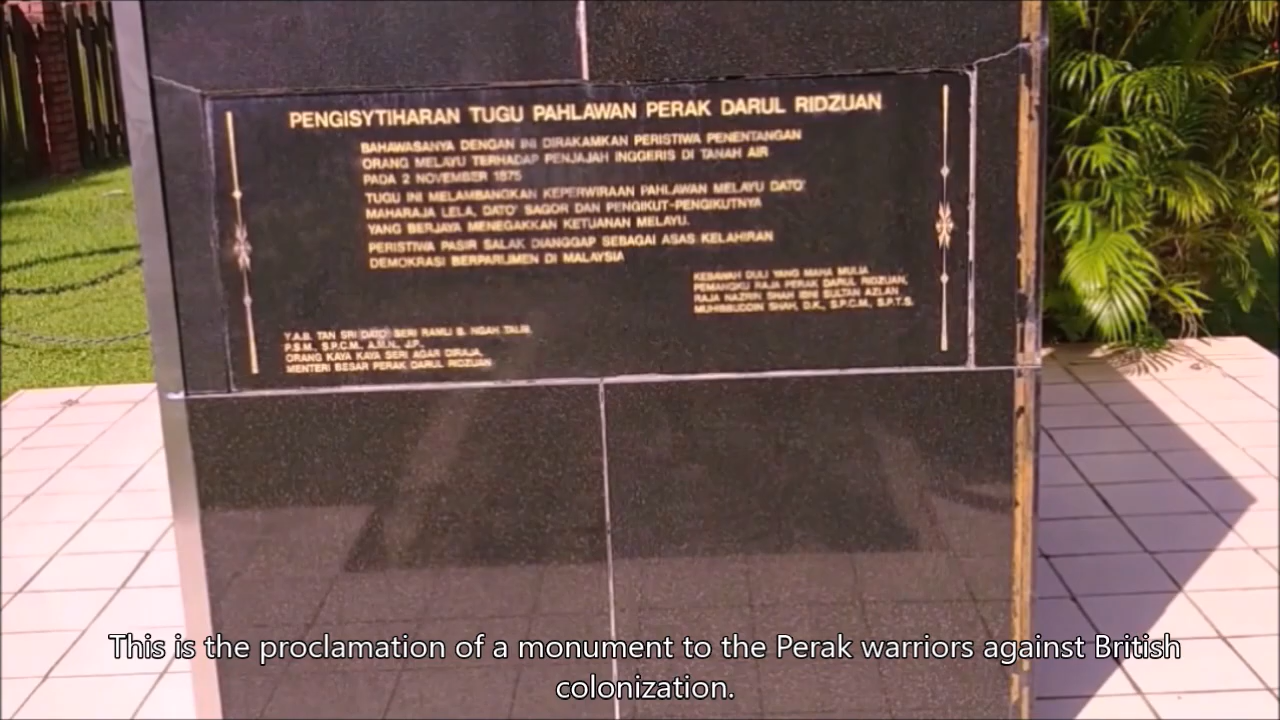 PENGISYTIHARAN TUGU PAHLAWAN PERAK DARUL RIDZUAN
BAHAWASANYA DENGAN INI DIRAKAMKAN PERISTIWA PENENTANGAN
ORANG MELAYU TERHADAP PENJAJAH INGGERIS DI TANAH AIR
PADA 2 NOVEMBER 1875
TUGU INI MELAMBANGKAN KEPERWIRAAN PAHLAWAN MELAYU DATO'
MAHARAJA LELA, DATO' SAGOR DAN PENGIKUT-PENGIKUTNYA
YANG BERJAYA MENEGAKKAN KETUANAN MELAYU.
PERISTIWA PASIR SALAK DIANGGAP SEBAGAI ASAS KELAHIRAN
DEMOKRASI BERPARLIMEN DI MALAYSIA
KEBAWAH DULI YANG MAHA MULIA
PEMANGKU RAJA PERAK DARUL RIDZUAN,
RAJA NAZRIN SHAH IBNI SULTAN AZLAN
MUHIBBUDDIN SHAH, D.K., S.P.C.M., S.P.T.S.
Y.A.B. TAN SRI DATO' SERI RAMLI B. NGAH TALIB,
P.S.M., S.P.C.M., A.M.N., J.P.,
ORANG KAYA KAYA SERI AGAR DIRAJA,
MENTERI BESAR PERAK DARUL RIDZUAN
This is the proclamation of a monument to the Perak warriors against British
colonization.